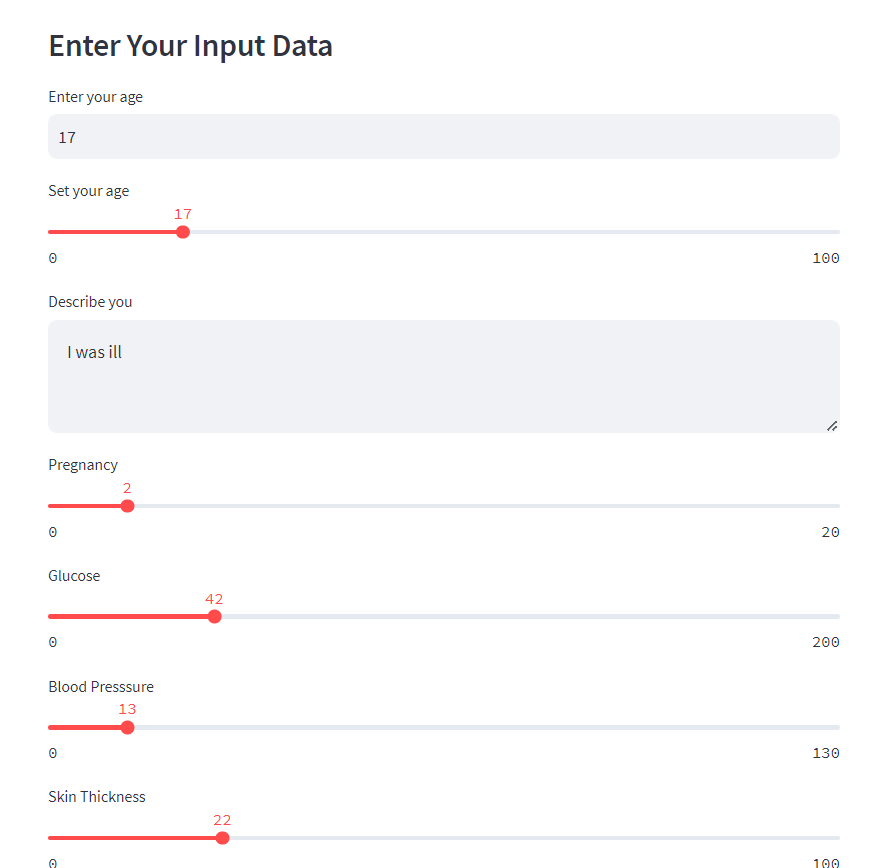 Enter Your Input Data
Enter your age
17
Set your age
17
0 100
Describe you
I was ill
Pregnancy
2
0 20
Glucose
42
0 200
Blood Presssure
13
0 130
Skin Thickness
22
0 100